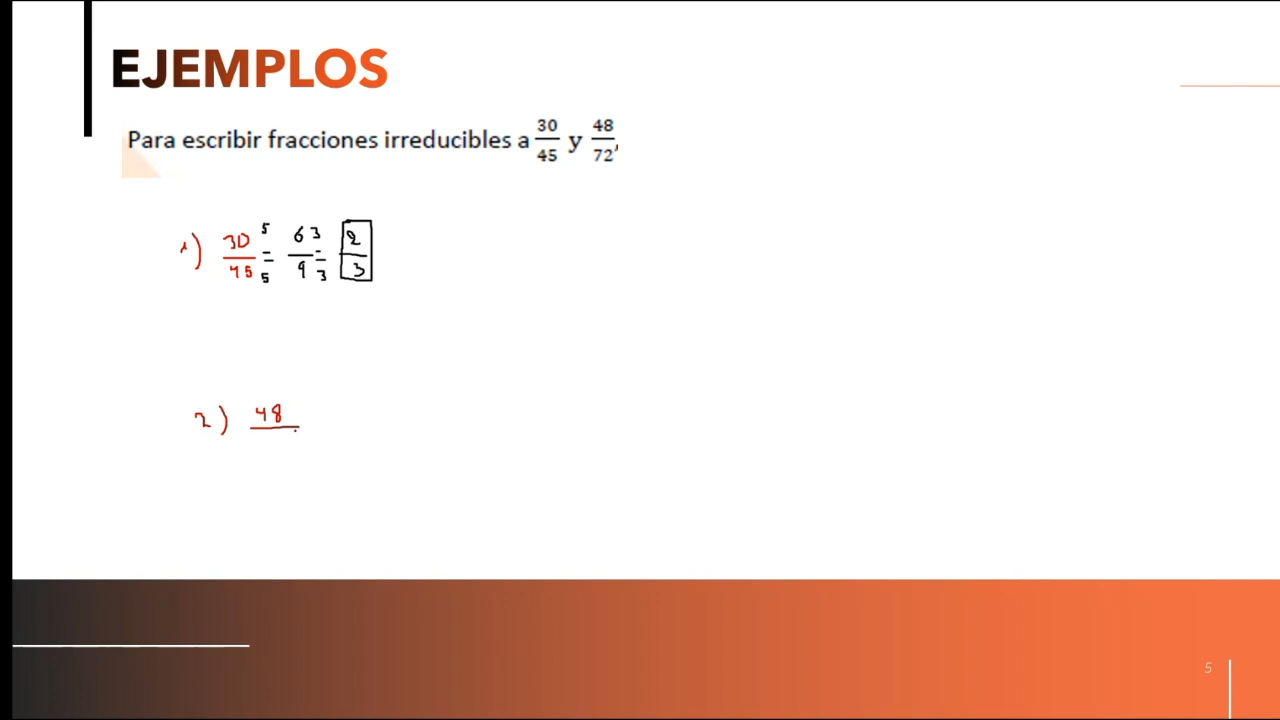 EJEMPLOS
Para escribir fracciones irreducibles a 30/45 y 48/72,
1) 30/45 5/5 = 6/9 3/3 = 2/3
2) 48
5